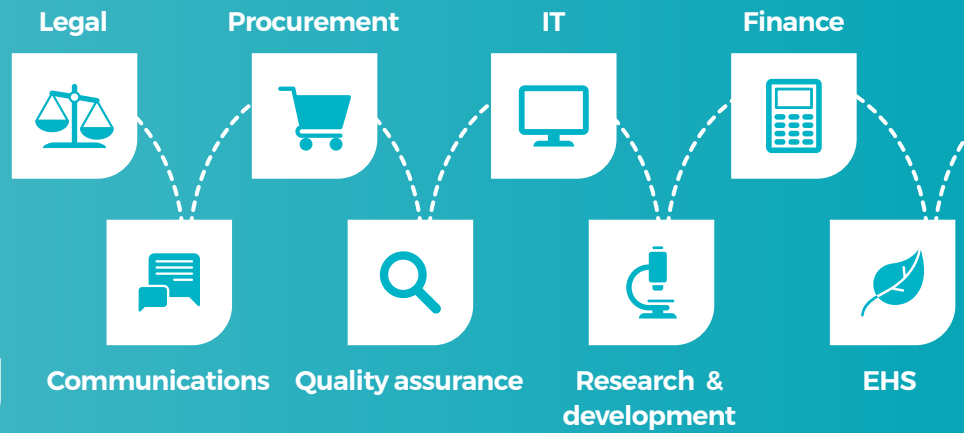 Legal
Procurement
IT
Finance
Communications
Quality assurance
Research &
development
EHS